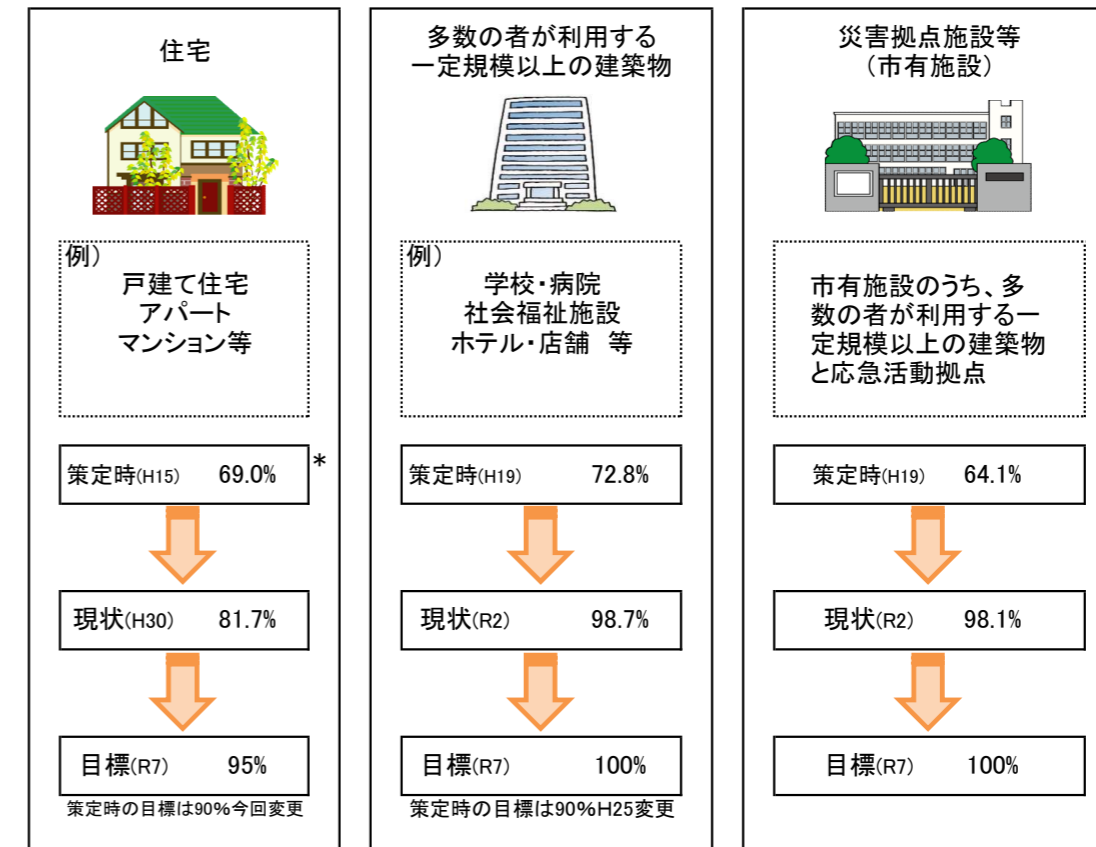 住宅
例）
戸建て住宅
アパート
マンション等
策定時(H15) 69.0%
*
現状(H30) 81.7%
目標(R7) 95%
策定時の目標は90%今回変更
多数の者が利用する
一定規模以上の建築物
例）
学校・病院
社会福祉施設
ホテル・店舗 等
策定時(H19) 72.8%
現状(R2) 98.7%
目標(R7) 100%
策定時の目標は90%H25変更
災害拠点施設等
（市有施設）
市有施設のうち、多
数の者が利用する一
定規模以上の建築物
と応急活動拠点
策定時(H19) 64.1%
現状(R2) 98.1%
目標(R7) 100%